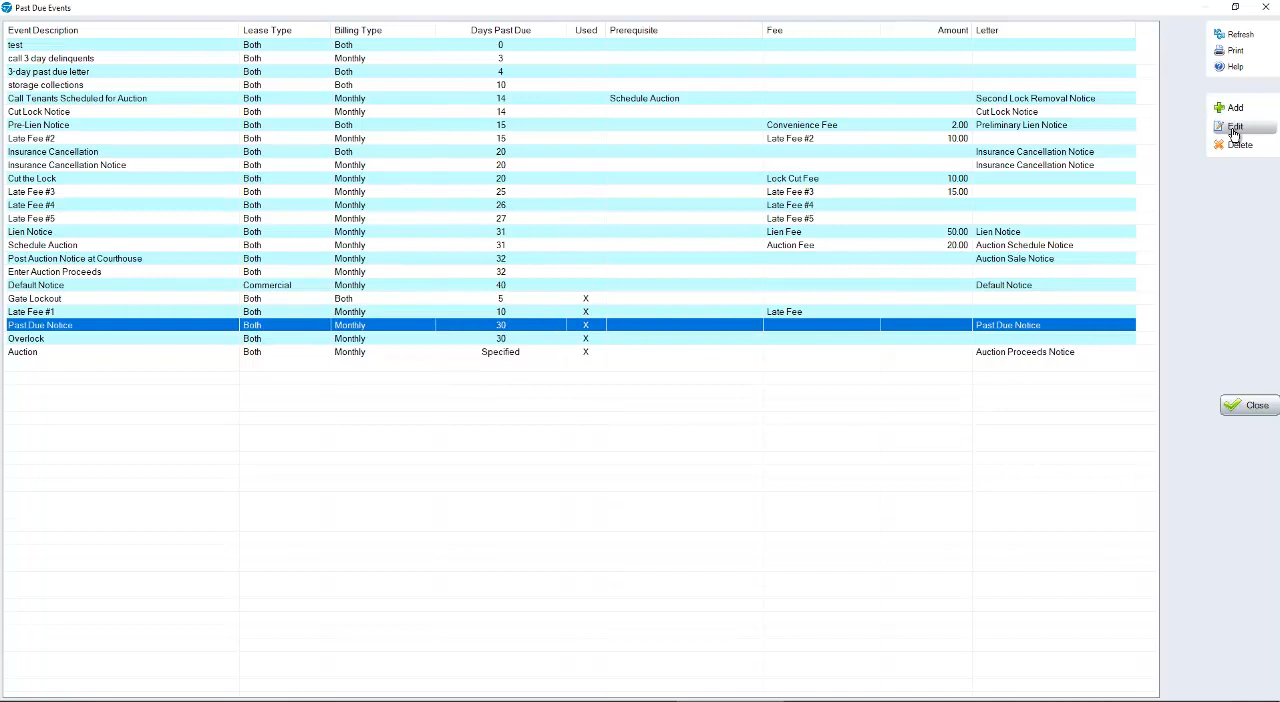 Past Due Events
Event Description Lease Type Billing Type Days Past Due Used Prerequisite Fee Amount Letter
test Both Both 0
call 3 day delinquents Both Monthly 3
3-day past due letter Both Both 4
storage collections Both Both 10
Call Tenants Scheduled for Auction Both Monthly 14 Schedule Auction Second Lock Removal Notice
Cut Lock Notice Both Monthly 14 Cut Lock Notice
Pre-Lien Notice Both Both 15 Convenience Fee 2.00 Preliminary Lien Notice
Late Fee #2 Both Monthly 15 Late Fee #2 10.00
Insurance Cancellation Both Both 20 Insurance Cancellation Notice
Insurance Cancellation Notice Both Monthly 20 Insurance Cancellation Notice
Cut the Lock Both Monthly 20 Lock Cut Fee 10.00
Late Fee #3 Both Monthly 25 Late Fee #3 15.00
Late Fee #4 Both Monthly 26 Late Fee #4
Late Fee #5 Both Monthly 27 Late Fee #5
Lien Notice Both Monthly 31 Lien Fee 50.00 Lien Notice
Schedule Auction Both Monthly 31 Auction Fee 20.00 Auction Schedule Notice
Post Auction Notice at Courthouse Both Monthly 32 Auction Sale Notice
Enter Auction Proceeds Both Monthly 32
Default Notice Commercial Monthly 40 Default Notice
Gate Lockout Both Both 5 X
Late Fee #1 Both Monthly 10 X Late Fee
Past Due Notice Both Monthly 30 X Past Due Notice
Overlock Both Monthly 30 X
Auction Both Monthly Specified X Auction Proceeds Notice
Refresh
Print
Help
Add
Edit
Delete
Close